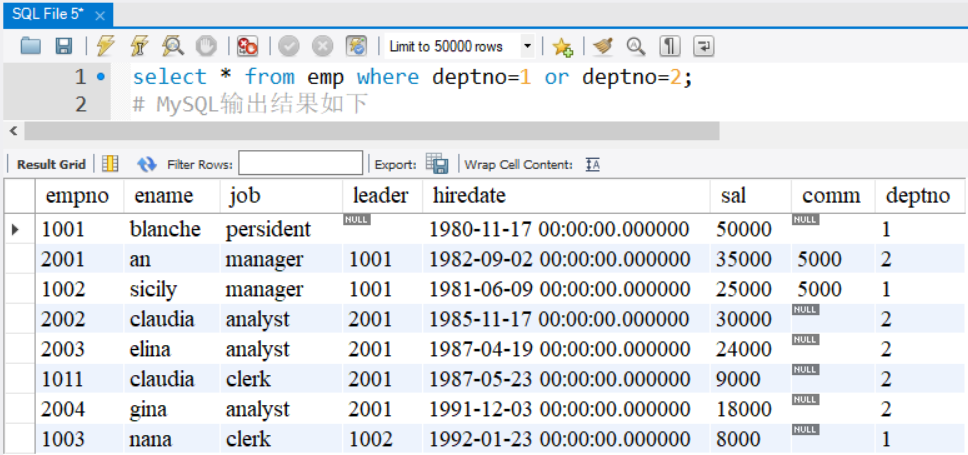 SQL File 5*
Limit to 50000 rows
1 select * from emp where deptno=1 or deptno=2;
2 # MySQL输出结果如下
Result Grid Filter Rows: Export: Wrap Cell Content:
empno ename job leader hiredate sal comm deptno
1001 blanche persident NULL 1980-11-17 00:00:00.000000 50000 NULL 1
2001 an manager 1001 1982-09-02 00:00:00.000000 35000 5000 2
1002 sicily manager 1001 1981-06-09 00:00:00.000000 25000 5000 1
2002 claudia analyst 2001 1985-11-17 00:00:00.000000 30000 NULL 2
2003 elina analyst 2001 1987-04-19 00:00:00.000000 24000 NULL 2
1011 claudia clerk 2001 1987-05-23 00:00:00.000000 9000 NULL 2
2004 gina analyst 2001 1991-12-03 00:00:00.000000 18000 NULL 2
1003 nana clerk 1002 1992-01-23 00:00:00.000000 8000 NULL 1